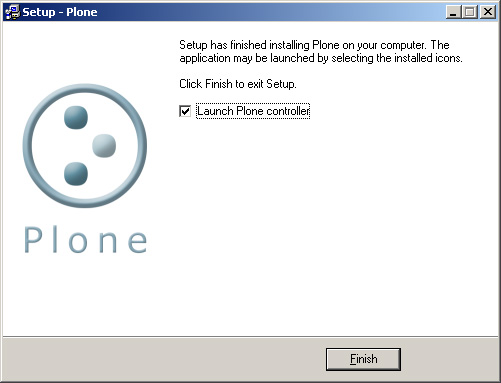 Setup - Plone
Setup has finished installing Plone on your computer. The
application may be launched by selecting the installed icons.
Click Finish to exit Setup.
Launch Plone controller
Plone
Finish